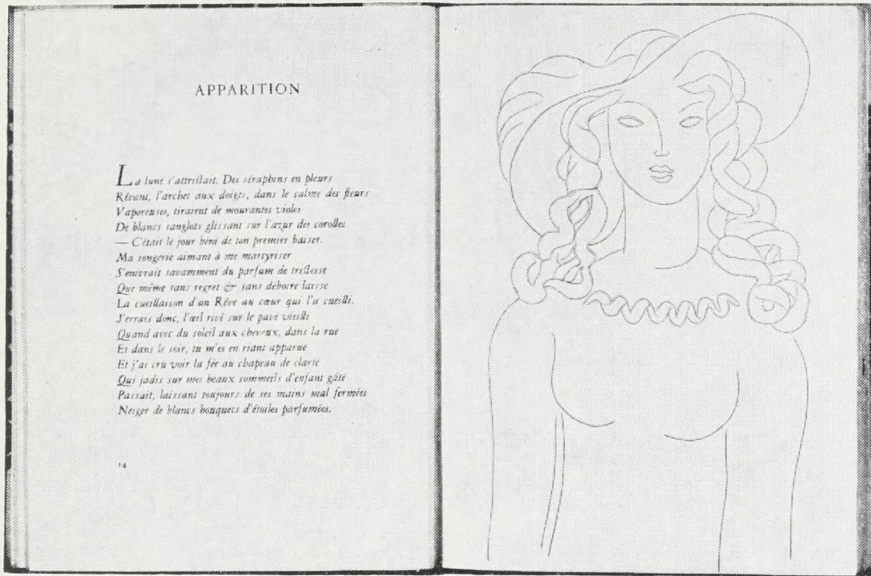 APPARITION
La lune s'attristait. Des séraphins en pleurs
Rêvant, l'archet aux doigts, dans le calme des fleurs
Vaporeuses, tiraient de mourantes violes
De blancs sanglots glissant sur l'azur des corolles
— C'était le jour béni de ton premier baiser.
Ma songerie aimant à me martyriser
S'enivrait savamment du parfum de tristesse
Que même sans regret & sans déboire laisse
La cueillaison d'un Rêve au cœur qui l'a cueilli.
J'errais donc, l'œil rivé sur le pavé vieilli
Quand avec du soleil aux cheveux, dans la rue
Et dans le soir, tu m'es en riant apparue
Et j'ai cru voir la fée au chapeau de clarté
Qui jadis sur mes beaux sommeils d'enfant gâté
Passait, laissant toujours de ses mains mal fermées
Neiger de blancs bouquets d'étoiles parfumées.
14